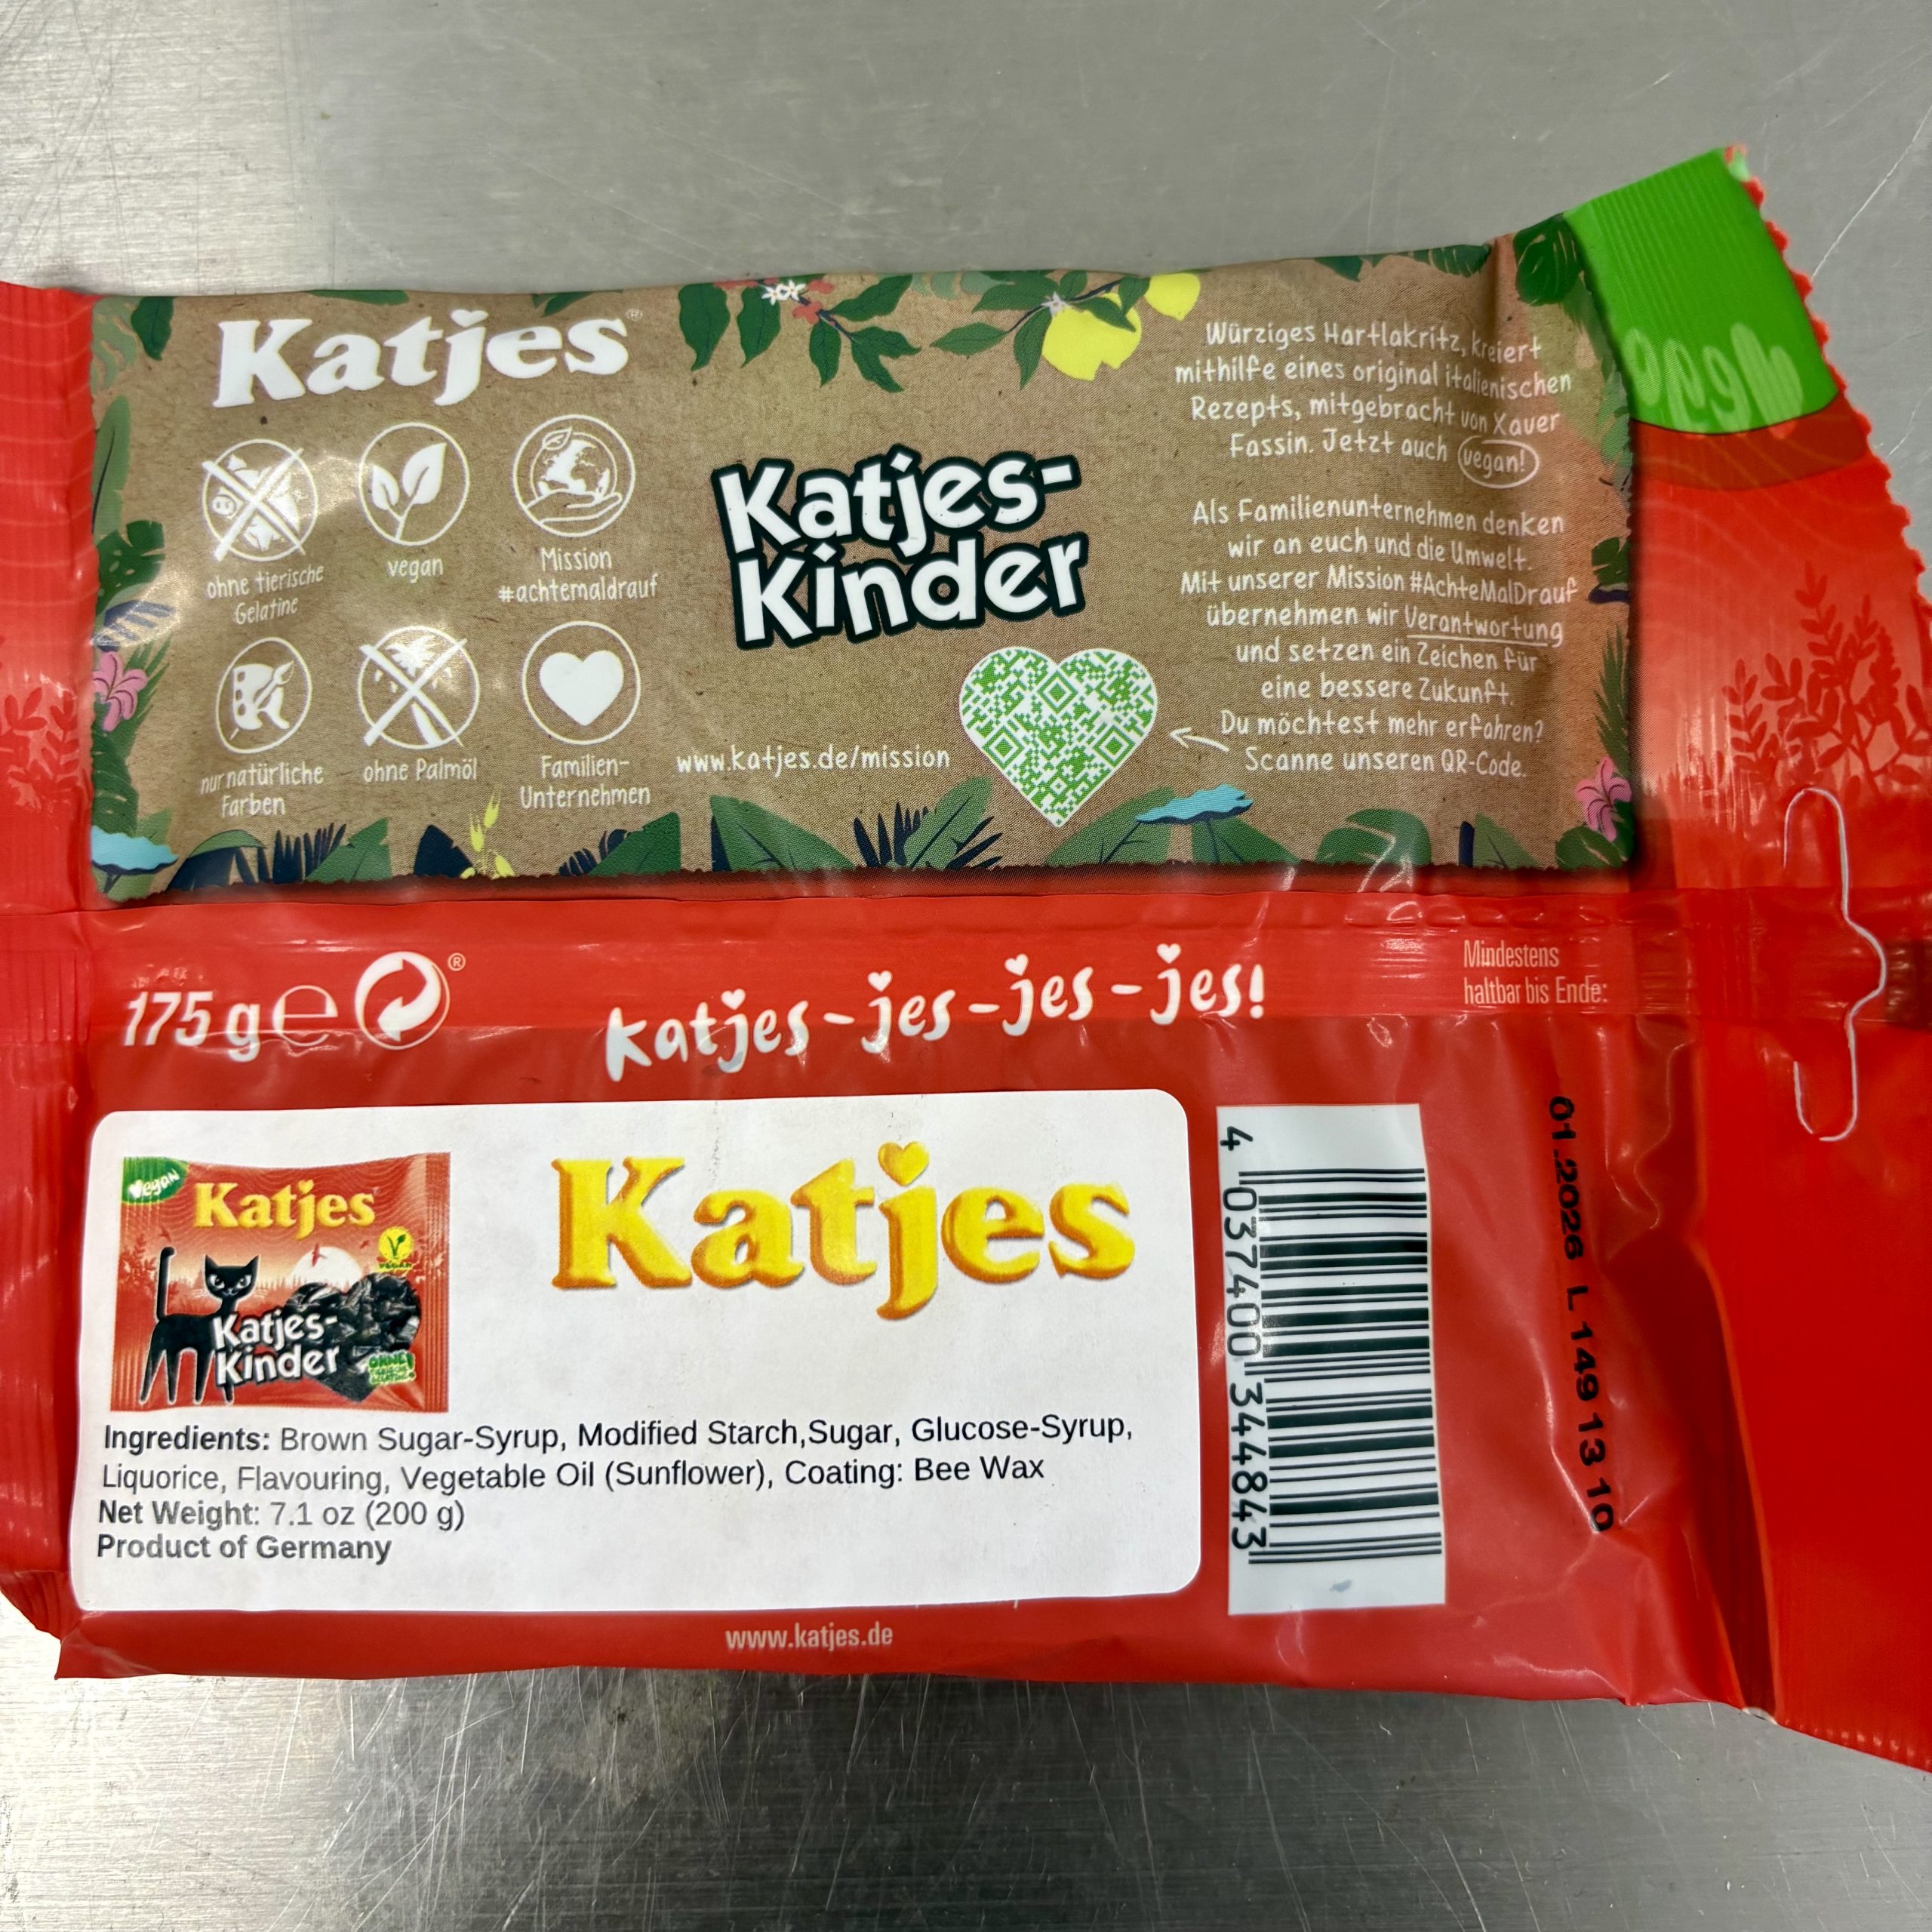 Katjes®
ohne tierische
Gelatine
vegan
Mission
#achtemaldrauf
nur natürliche
Farben
ohne Palmöl
Familien-
Unternehmen
Katjes-
Kinder
www.katjes.de/mission
Würziges Hartlakritz, kreiert
mithilfe eines original italienischen
Rezepts, mitgebracht von Xaver
Fassin. Jetzt auch vegan!
Als Familienunternehmen denken
wir an euch und die Umwelt.
Mit unserer Mission #AchteMalDrauf
übernehmen wir Verantwortung
und setzen ein Zeichen für
eine bessere Zukunft.
Du möchtest mehr erfahren?
Scanne unseren QR-Code.
175 g e ®
Katjes-jes-jes-jes!
Mindestens
haltbar bis Ende:
01.2026 L 149 13 10
vegan
Katjes
VEGAN
Katjes-
Kinder
OHNE
Katjes
Ingredients: Brown Sugar-Syrup, Modified Starch,Sugar, Glucose-Syrup,
Liquorice, Flavouring, Vegetable Oil (Sunflower), Coating: Bee Wax
Net Weight: 7.1 oz (200 g)
Product of Germany
4 037400 344843
www.katjes.de